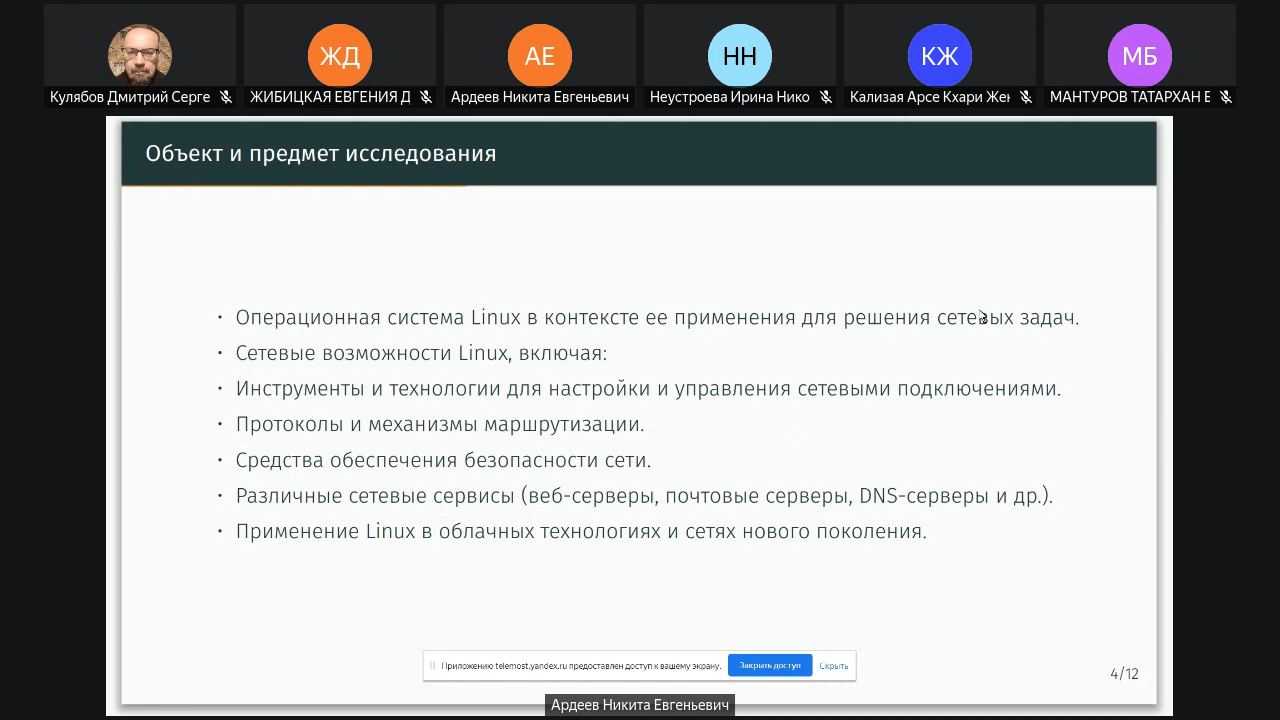 ЖД
АЕ
НН
КЖ
МБ
Кулябов Дмитрий Серге
ЖИБИЦКАЯ ЕВГЕНИЯ Д
Ардеев Никита Евгеньевич
Неустроева Ирина Нико
Кализая Арсе Кхари Жек
МАНТУРОВ ТАТАРХАН Б
Объект и предмет исследования
• Операционная система Linux в контексте ее применения для решения сетевых задач.
• Сетевые возможности Linux, включая:
• Инструменты и технологии для настройки и управления сетевыми подключениями.
• Протоколы и механизмы маршрутизации.
• Средства обеспечения безопасности сети.
• Различные сетевые сервисы (веб-серверы, почтовые серверы, DNS-серверы и др.).
• Применение Linux в облачных технологиях и сетях нового поколения.
Приложению telemost.yandex.ru предоставлен доступ к вашему экрану.
Закрыть доступ
Скрыть
4/12
Ардеев Никита Евгеньевич